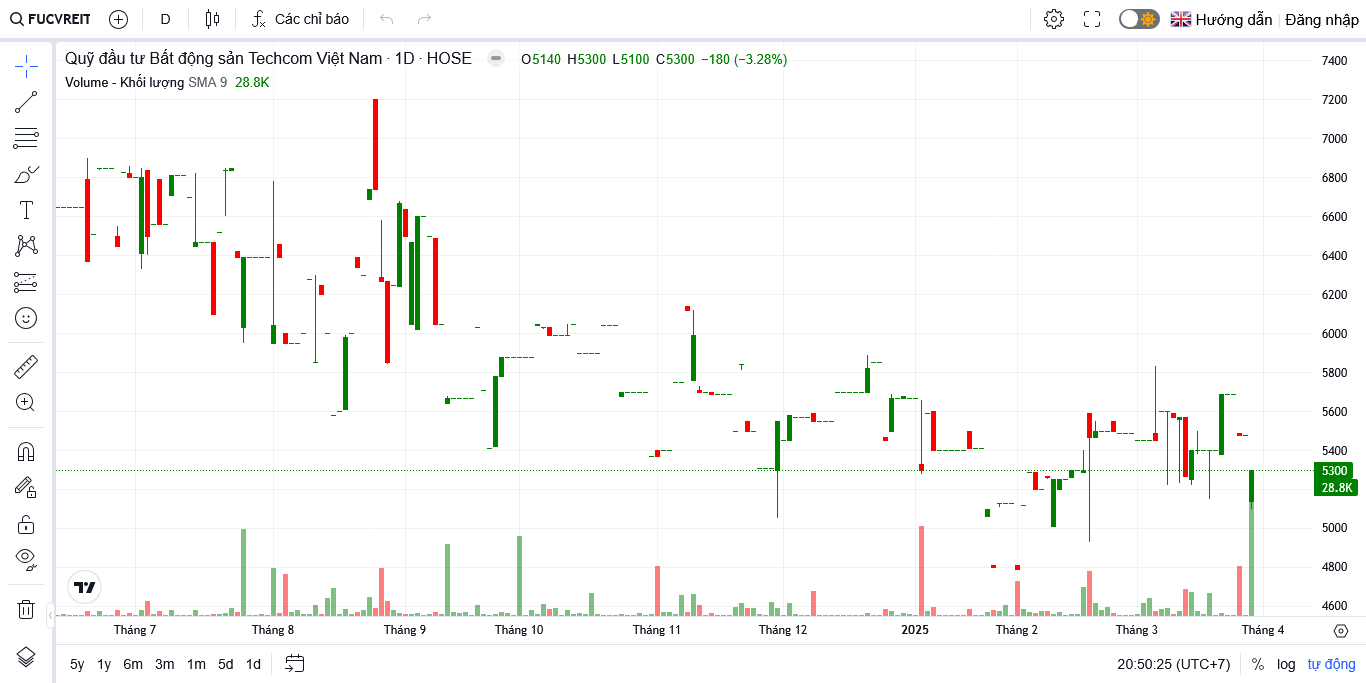 FUCVREIT D Các chỉ báo Hướng dẫn Đăng nhập
Quỹ đầu tư Bất động sản Techcom Việt Nam · 1D · HOSE O5140 H5300 L5100 C5300 −180 (−3.28%)
Volume - Khối lượng SMA 9 28.8K
7400
7200
7000
6800
6600
6400
6200
6000
5800
5600
5400
5300
28.8K
5000
4800
4600
Tháng 7 Tháng 8 Tháng 9 Tháng 10 Tháng 11 Tháng 12 2025 Tháng 2 Tháng 3 Tháng 4
5y 1y 6m 3m 1m 5d 1d 20:50:25 (UTC+7) % log tự động